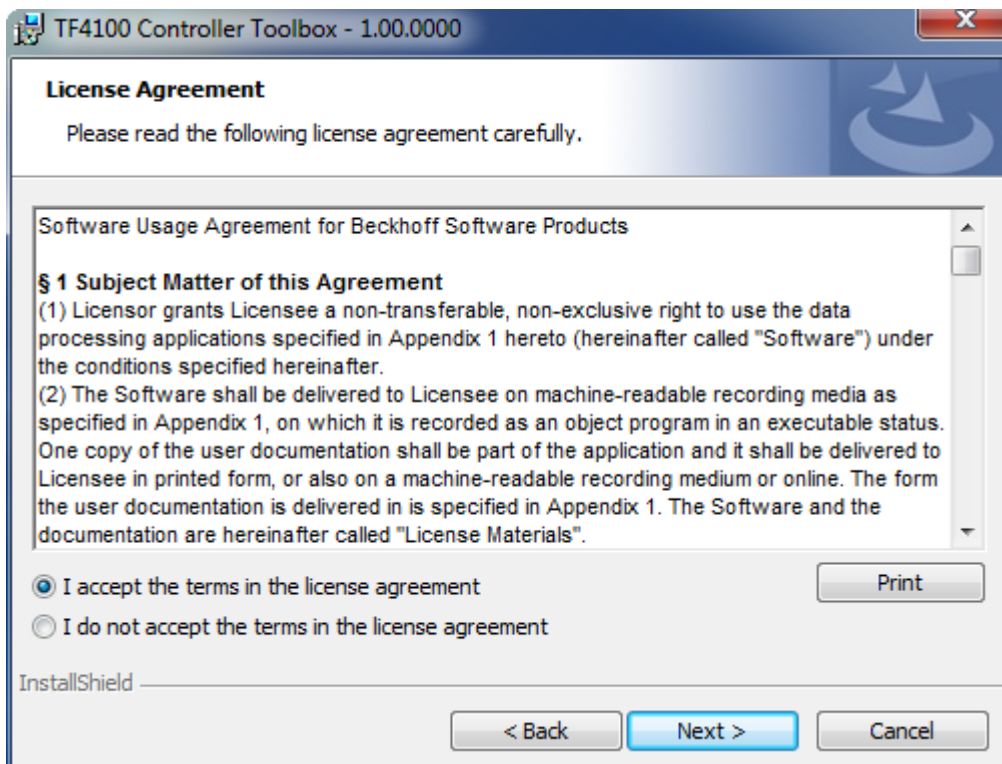 TF4100 Controller Toolbox - 1.00.0000
License Agreement
Please read the following license agreement carefully.
Software Usage Agreement for Beckhoff Software Products
§ 1 Subject Matter of this Agreement
(1) Licensor grants Licensee a non-transferable, non-exclusive right to use the data
processing applications specified in Appendix 1 hereto (hereinafter called "Software") under
the conditions specified hereinafter.
(2) The Software shall be delivered to Licensee on machine-readable recording media as
specified in Appendix 1, on which it is recorded as an object program in an executable status.
One copy of the user documentation shall be part of the application and it shall be delivered to
Licensee in printed form, or also on a machine-readable recording medium or online. The form
the user documentation is delivered in is specified in Appendix 1. The Software and the
documentation are hereinafter called "License Materials".
I accept the terms in the license agreement
Print
I do not accept the terms in the license agreement
InstallShield
< Back
Next >
Cancel